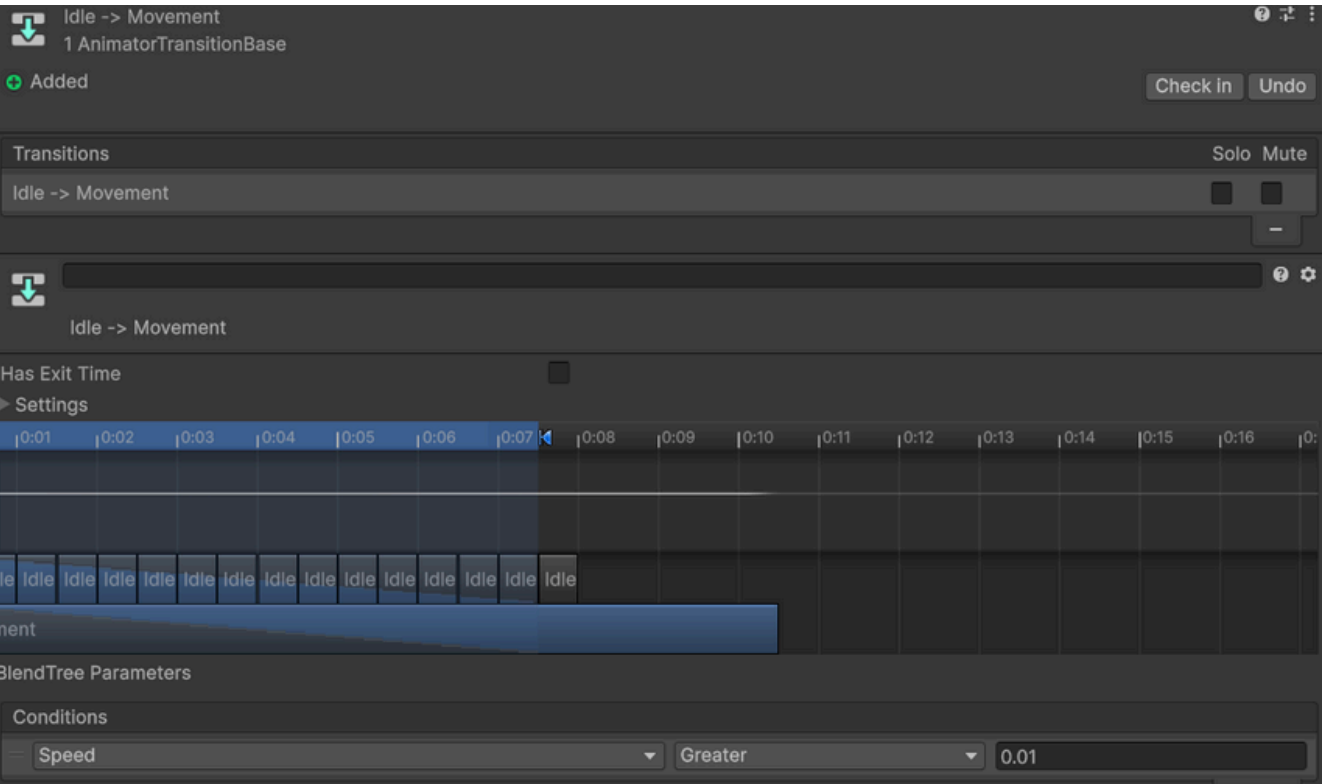 Idle -> Movement
1 AnimatorTransitionBase
Added
Check in Undo
Transitions Solo Mute
Idle -> Movement
Idle -> Movement
Has Exit Time
Settings
0:01 0:02 0:03 0:04 0:05 0:06 0:07 0:08 0:09 0:10 0:11 0:12 0:13 0:14 0:15 0:16 0:
le Idle Idle Idle Idle Idle Idle Idle Idle Idle Idle Idle Idle Idle Idle
ment
BlendTree Parameters
Conditions
Speed Greater 0.01